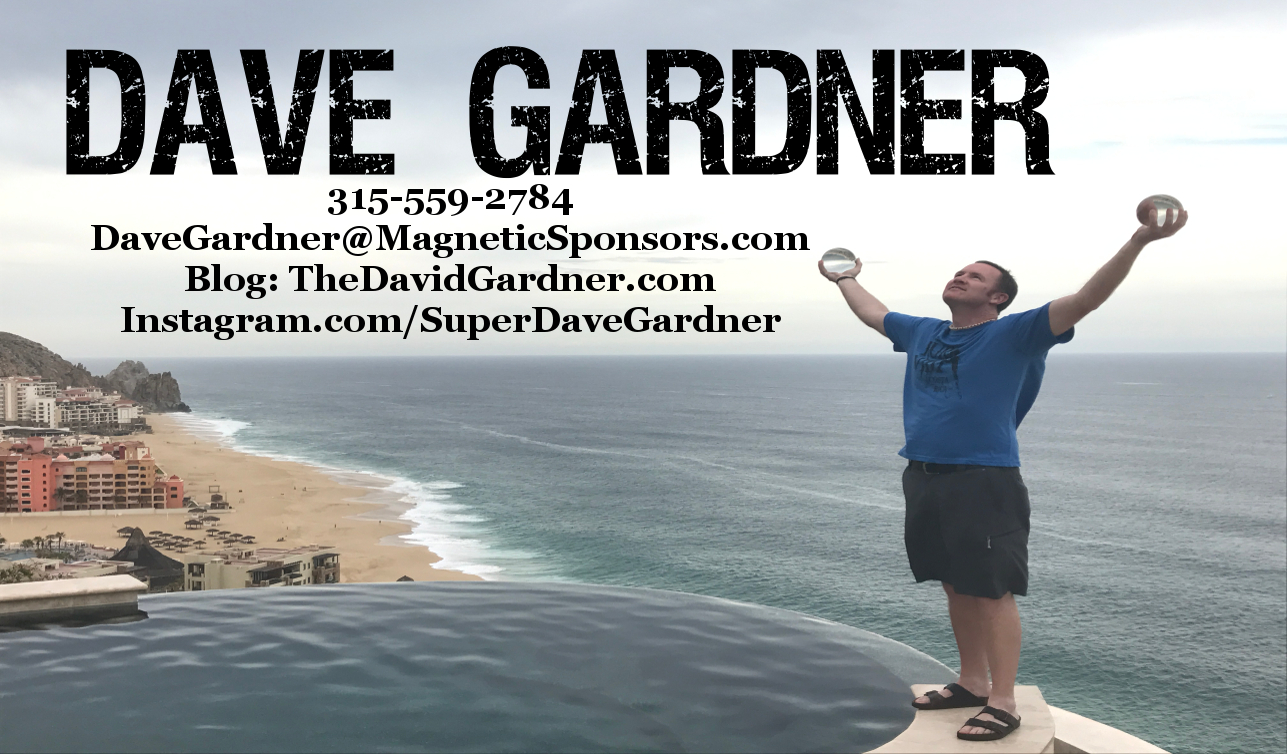 DAVE GARDNER
315-559-2784
DaveGardner@MagneticSponsors.com
Blog: TheDavidGardner.com
Instagram.com/SuperDaveGardner